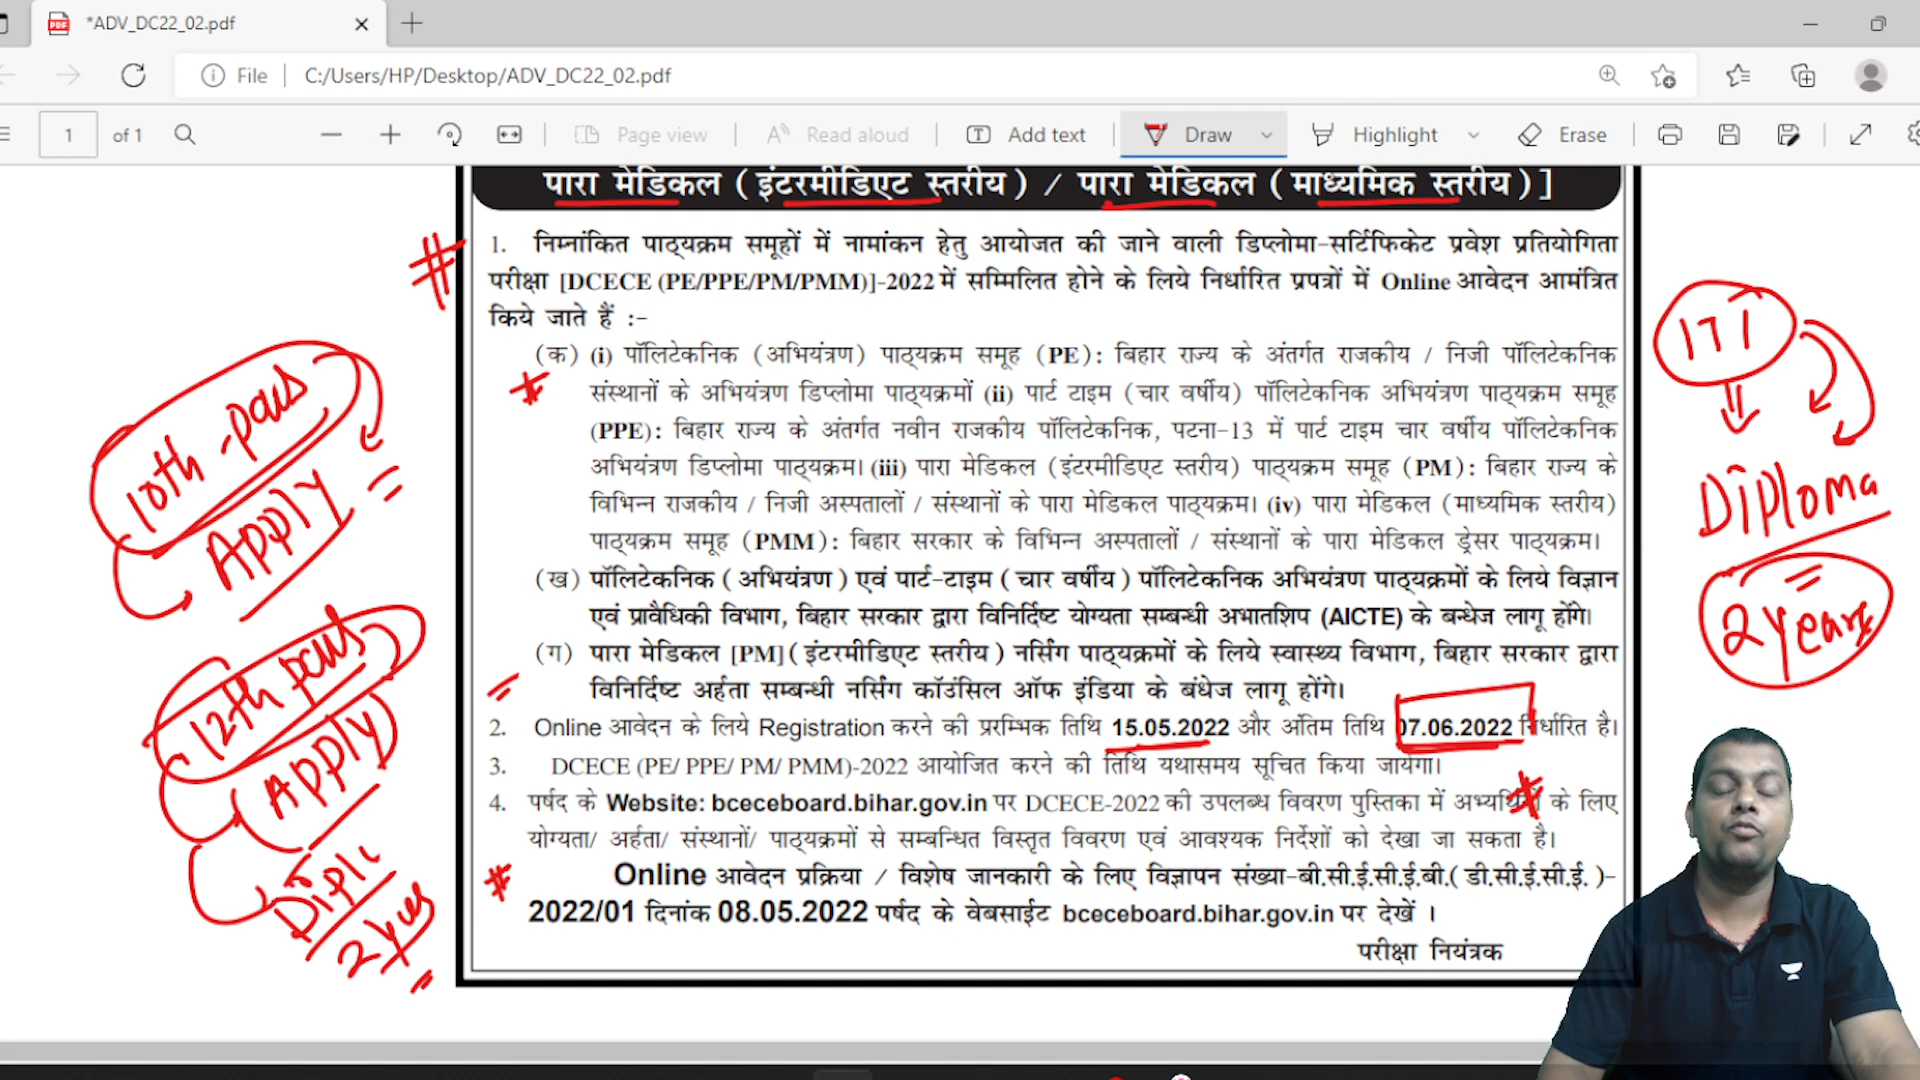 *ADV_DC22_02.pdf
File C:/Users/HP/Desktop/ADV_DC22_02.pdf
1 of 1 Page view Read aloud Add text Draw Highlight Erase
पारा मेडिकल (इंटरमीडिएट स्तरीय) / पारा मेडिकल (माध्यमिक स्तरीय)]
1. निम्नांकित पाठ्यक्रम समूहों में नामांकन हेतु आयोजत की जाने वाली डिप्लोमा-सर्टिफिकेट प्रवेश प्रतियोगिता
परीक्षा [DCECE (PE/PPE/PM/PMM)]-2022 में सम्मिलित होने के लिये निर्धारित प्रपत्रों में Online आवेदन आमंत्रित
किये जाते हैं :-
(क) (i) पॉलिटेकनिक (अभियंत्रण) पाठ्यक्रम समूह (PE): बिहार राज्य के अंतर्गत राजकीय / निजी पॉलिटेकनिक
संस्थानों के अभियंत्रण डिप्लोमा पाठ्यक्रमों (ii) पार्ट टाइम (चार वर्षीय) पॉलिटेकनिक अभियंत्रण पाठ्यक्रम समूह
(PPE): बिहार राज्य के अंतर्गत नवीन राजकीय पॉलिटेकनिक, पटना-13 में पार्ट टाइम चार वर्षीय पॉलिटेकनिक
अभियंत्रण डिप्लोमा पाठ्यक्रम। (iii) पारा मेडिकल (इंटरमीडिएट स्तरीय) पाठ्यक्रम समूह (PM): बिहार राज्य के
विभिन्न राजकीय / निजी अस्पतालों / संस्थानों के पारा मेडिकल पाठ्यक्रम। (iv) पारा मेडिकल (माध्यमिक स्तरीय)
पाठ्यक्रम समूह (PMM): बिहार सरकार के विभिन्न अस्पतालों / संस्थानों के पारा मेडिकल ड्रेसर पाठ्यक्रम।
(ख) पॉलिटेकनिक (अभियंत्रण) एवं पार्ट-टाइम (चार वर्षीय) पॉलिटेकनिक अभियंत्रण पाठ्यक्रमों के लिये विज्ञान
एवं प्रावैधिकी विभाग, बिहार सरकार द्वारा विनिर्दिष्ट योग्यता सम्बन्धी अभातशिप (AICTE) के बन्धेज लागू होंगे।
(ग) पारा मेडिकल [PM] (इंटरमीडिएट स्तरीय) नर्सिंग पाठ्यक्रमों के लिये स्वास्थ्य विभाग, बिहार सरकार द्वारा
विनिर्दिष्ट अर्हता सम्बन्धी नर्सिंग कॉउंसिल ऑफ इंडिया के बंधेज लागू होंगे।
2. Online आवेदन के लिये Registration करने की प्ररम्भिक तिथि 15.05.2022 और अंतिम तिथि 07.06.2022 निर्धारित है।
3. DCECE (PE/ PPE/ PM/ PMM)-2022 आयोजित करने की तिथि यथासमय सूचित किया जायेगा।
4. पर्षद के Website: bceceboard.bihar.gov.in पर DCECE-2022 की उपलब्ध विवरण पुस्तिका में अभ्यर्थियों के लिए
योग्यता/ अर्हता/ संस्थानों/ पाठ्यक्रमों से सम्बन्धित विस्तृत विवरण एवं आवश्यक निर्देशों को देखा जा सकता है।
Online आवेदन प्रक्रिया / विशेष जानकारी के लिए विज्ञापन संख्या-बी.सी.ई.सी.ई.बी.(डी.सी.ई.सी.ई.)-
2022/01 दिनांक 08.05.2022 पर्षद के वेबसाईट bceceboard.bihar.gov.in पर देखें ।
परीक्षा नियंत्रक
10th -pass
Apply
12th pass
Apply
ITI
Diploma
2 years